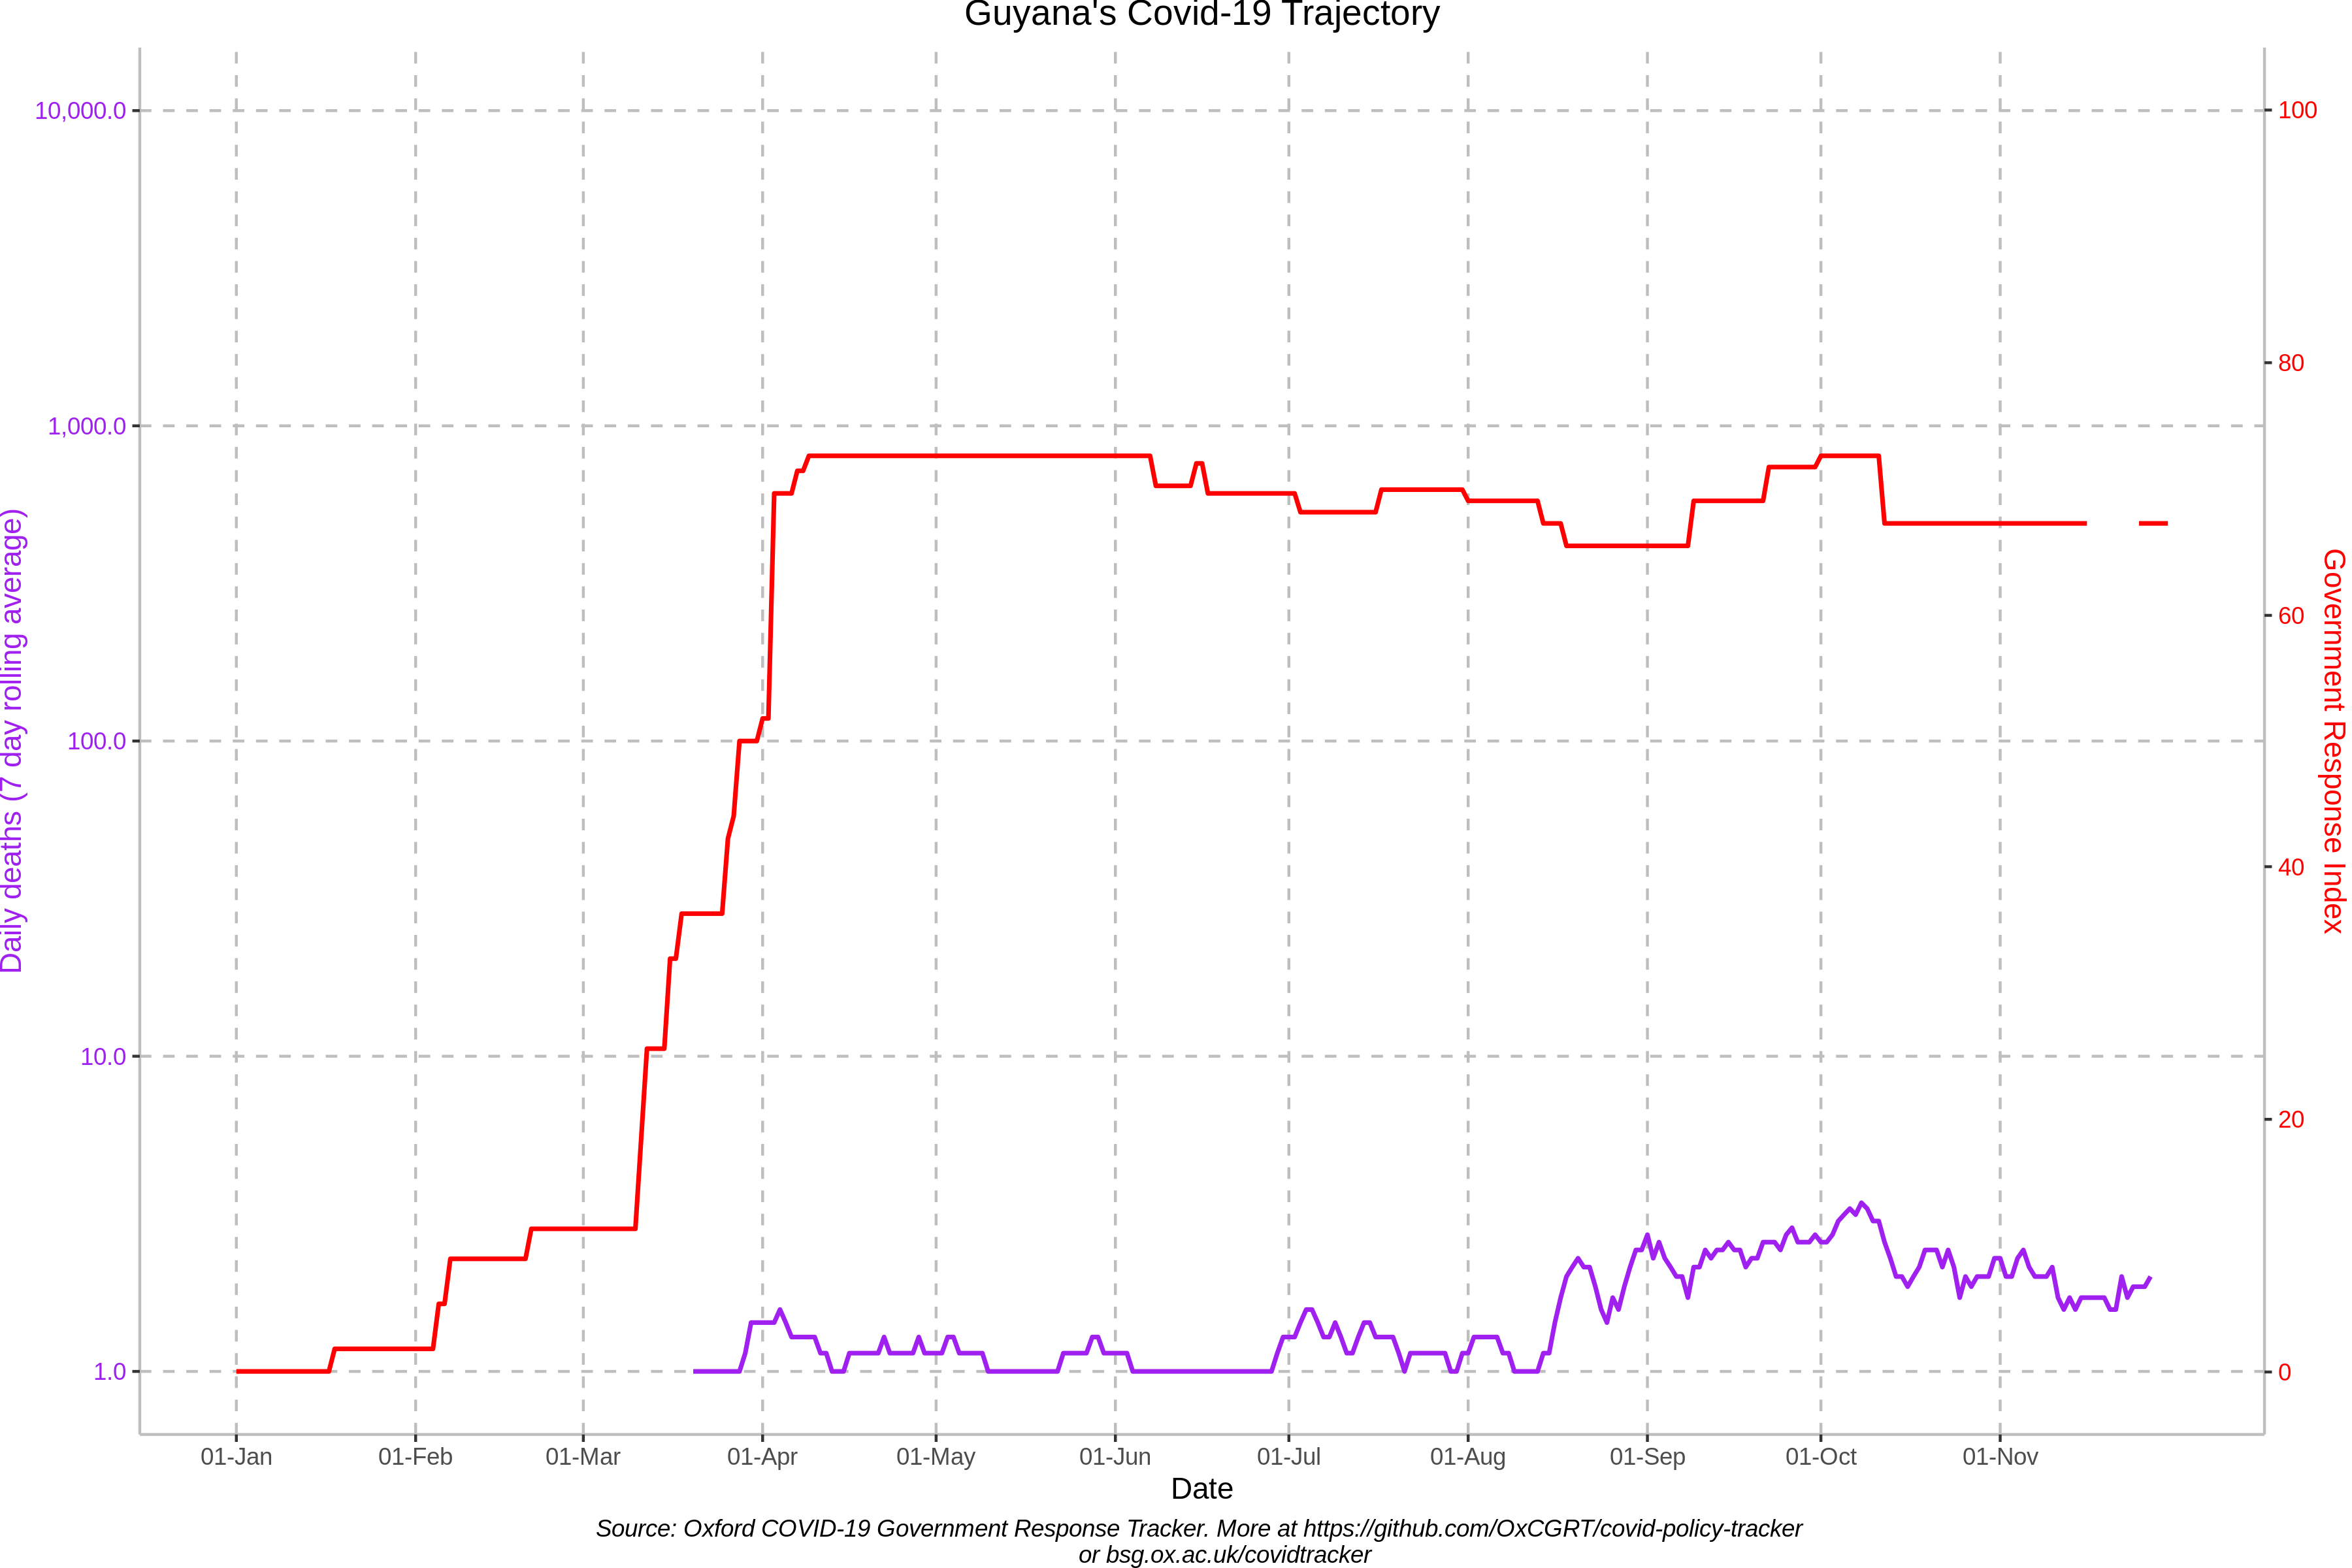 Guyana's Covid-19 Trajectory
10,000.0
1,000.0
100.0
10.0
1.0
Daily deaths (7 day rolling average)
100
80
60
40
20
0
Government Response Index
01-Jan 01-Feb 01-Mar 01-Apr 01-May 01-Jun 01-Jul 01-Aug 01-Sep 01-Oct 01-Nov
Date
Source: Oxford COVID-19 Government Response Tracker. More at https://github.com/OxCGRT/covid-policy-tracker
or bsg.ox.ac.uk/covidtracker